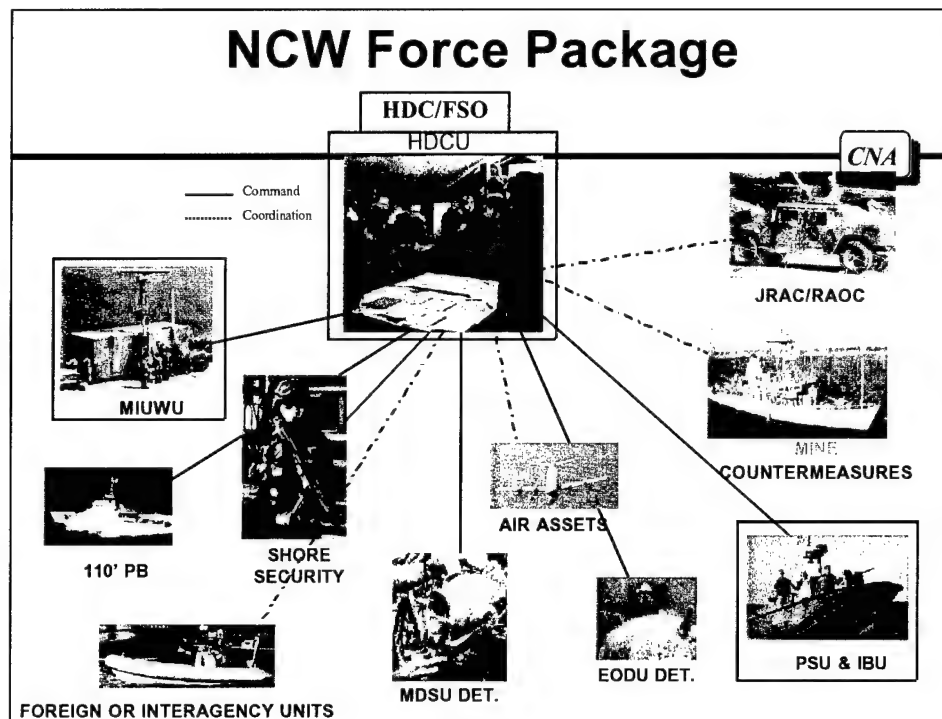 NCW Force Package
HDC/FSO
HDCU
CNA
Command
Coordination
JRAC/RAOC
MIUWU
MINE
COUNTERMEASURES
AIR ASSETS
110' PB
SHORE
SECURITY
PSU & IBU
EODU DET.
MDSU DET.
FOREIGN OR INTERAGENCY UNITS